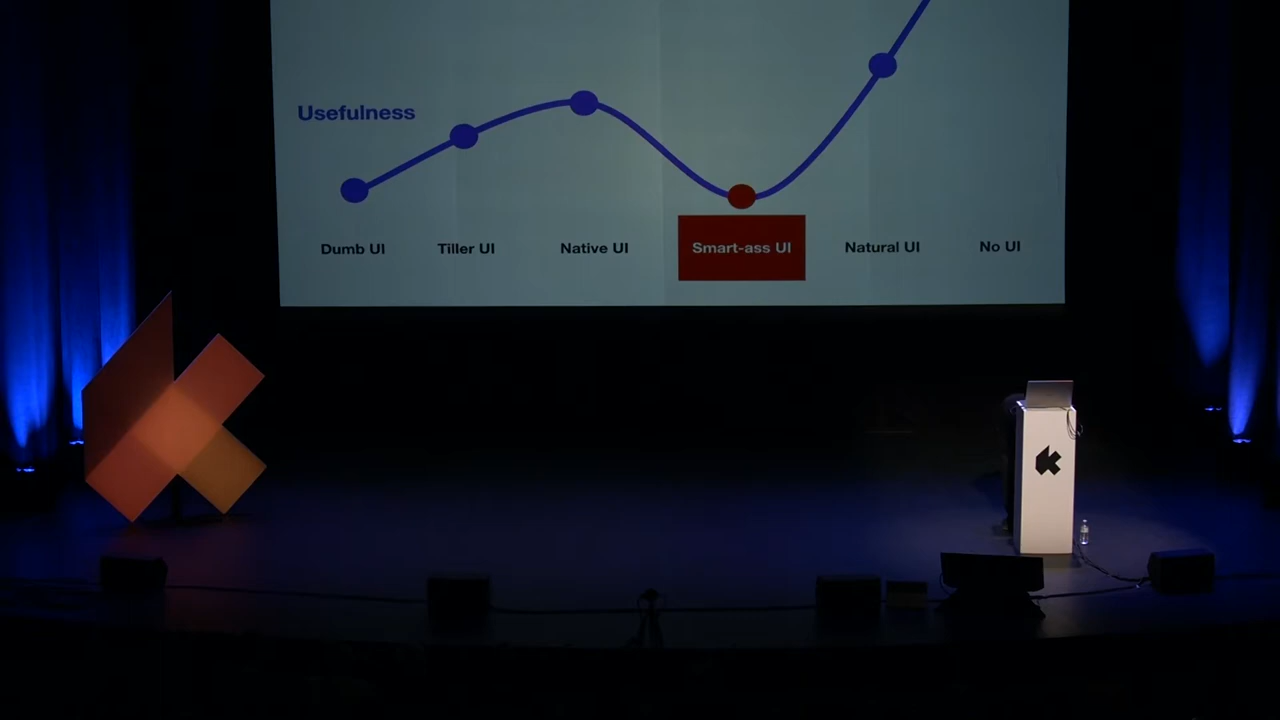 Usefulness
Dumb UI
Tiller UI
Native UI
Smart-ass UI
Natural UI
No UI